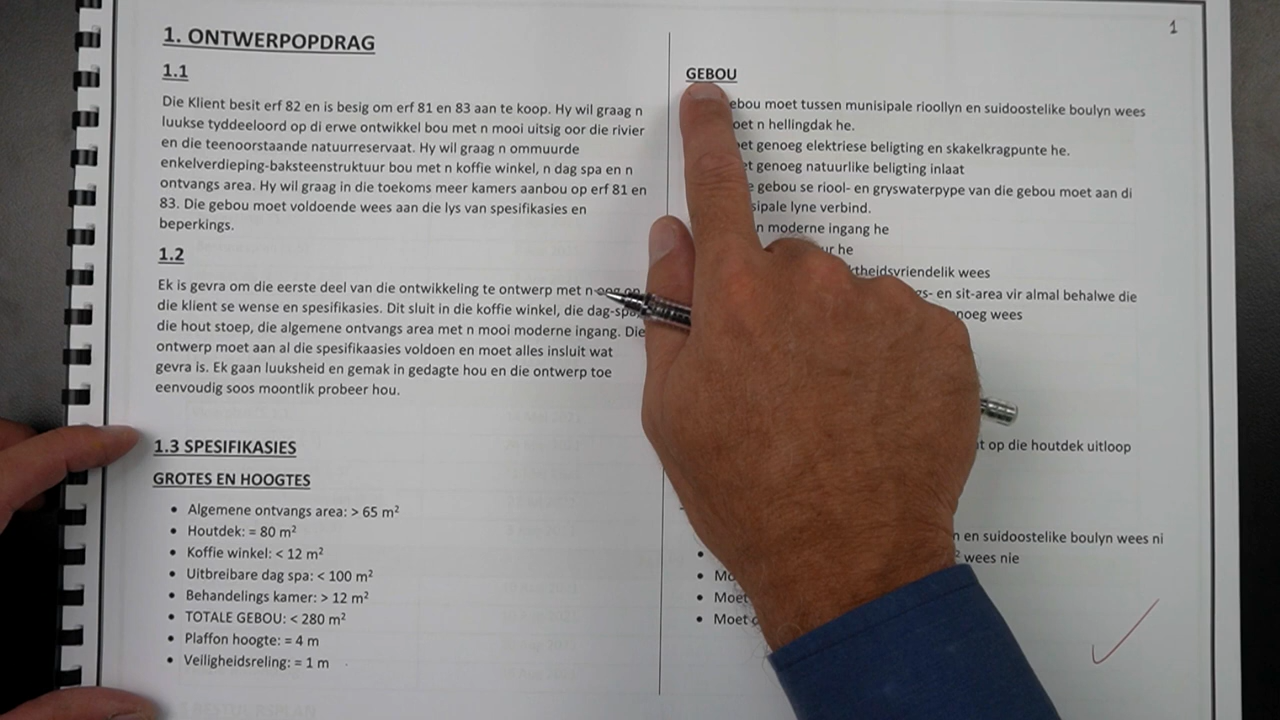 1
1. ONTWERPOPDRAG
1.1
Die Klient besit erf 82 en is besig om erf 81 en 83 aan te koop. Hy wil graag n
luukse tyddeeloord op di erwe ontwikkel bou met n mooi uitsig oor die rivier
en die teenoorstaande natuurreservaat. Hy wil graag n ommuurde
enkelverdieping-baksteenstruktuur bou met n koffie winkel, n dag spa en n
ontvangs area. Hy wil graag in die toekoms meer kamers aanbou op erf 81 en
83. Die gebou moet voldoende wees aan die lys van spesifikasies en
beperkings.
1.2
Ek is gevra om die eerste deel van die ontwikkeling te ontwerp met n oog op
die klient se wense en spesifikasies. Dit sluit in die koffie winkel, die dag-spa,
die hout stoep, die algemene ontvangs area met n mooi moderne ingang. Die
ontwerp moet aan al die spesifikaasies voldoen en moet alles insluit wat
gevra is. Ek gaan luuksheid en gemak in gedagte hou en die ontwerp toe
eenvoudig soos moontlik probeer hou.
1.3 SPESIFIKASIES
GROTES EN HOOGTES
• Algemene ontvangs area: > 65 m²
• Houtdek: = 80 m²
• Koffie winkel: < 12 m²
• Uitbreibare dag spa: < 100 m²
• Behandelings kamer: > 12 m²
• TOTALE GEBOU: < 280 m²
• Plaffon hoogte: = 4 m
• Veiligheidsreling: = 1 m
GEBOU
moet tussen munisipale rioollyn en suidoostelike boulyn wees
n hellingdak he.
genoeg elektriese beligting en skakelkragpunte he.
genoeg natuurlike beligting inlaat
gebou se riool- en gryswaterpype van die gebou moet aan di
lyne verbind.
n moderne ingang he
he
wees
en sit-area vir almal behalwe die
wees
op die houtdek uitloop
en suidoostelike boulyn wees ni
wees nie
•
•
• Moet
• Moet